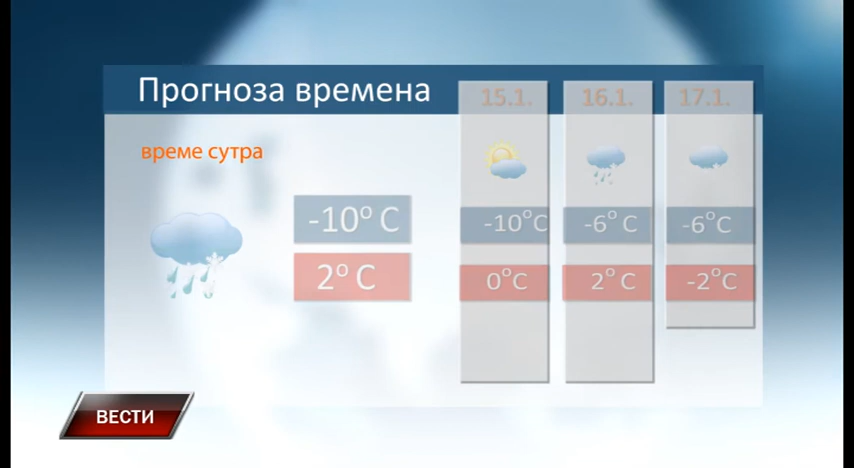 Прогноза времена
15.1. 16.1. 17.1.
време сутра
-10°C -10°C -6°C -6°C
2°C 0°C 2°C -2°C
ВЕСТИ